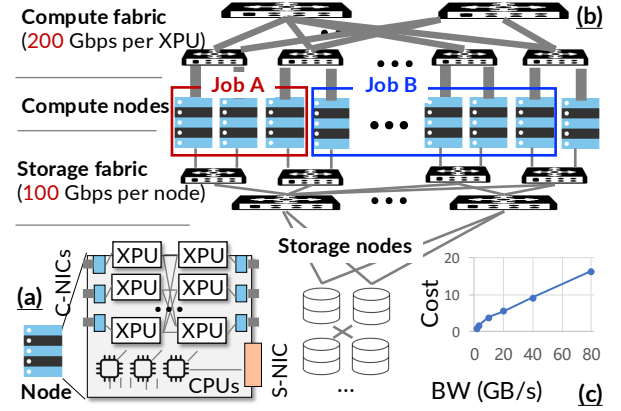 Compute fabric
(200 Gbps per XPU)
(b)
Job A
Job B
Compute nodes
Storage fabric
(100 Gbps per node)
Storage nodes
(a)
C-NICs
XPU XPU
XPU XPU
XPU XPU
CPUs
S-NIC
Node
...
Cost
20
10
0
0 20 40 60 80
BW (GB/s)
(c)